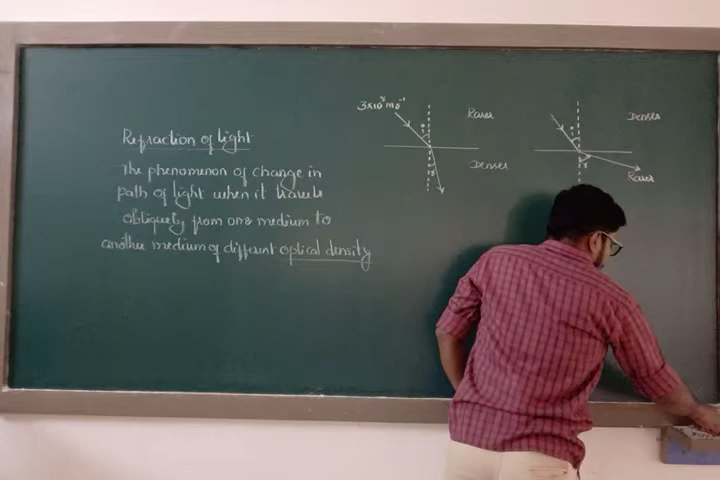 Refraction of light
The phenomenon of change in
path of light when it travels
obliquely from one medium to
another medium of different optical density
3x10⁸ms⁻¹
i
Rarer
Denser
r
Denser
i
r
Rarer